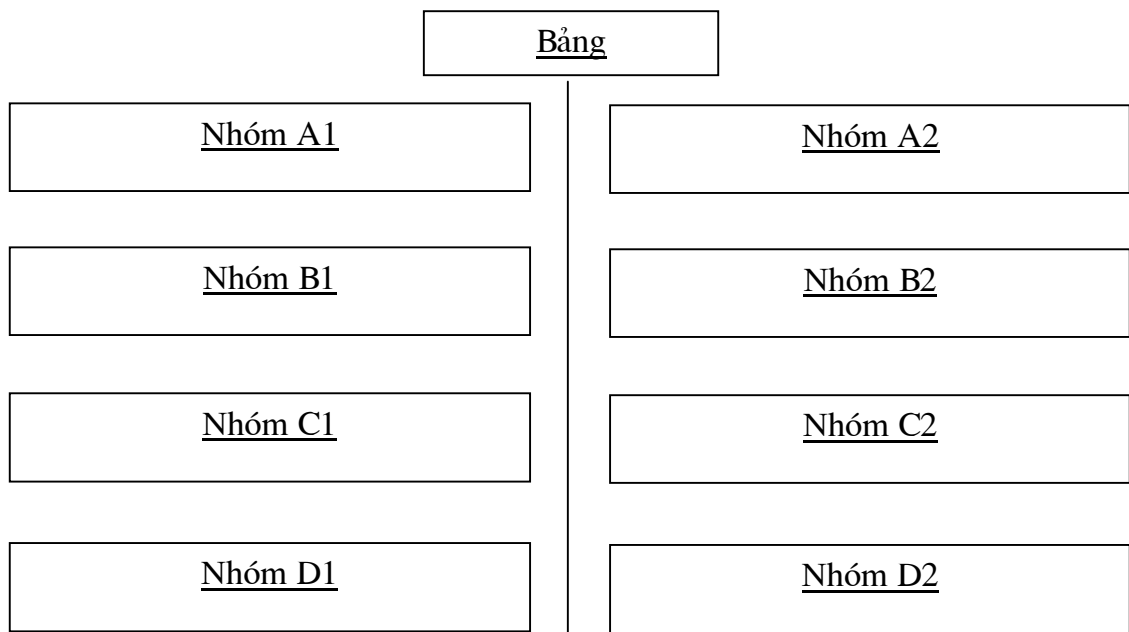 Bảng
Nhóm A1
Nhóm A2
Nhóm B1
Nhóm B2
Nhóm C1
Nhóm C2
Nhóm D1
Nhóm D2